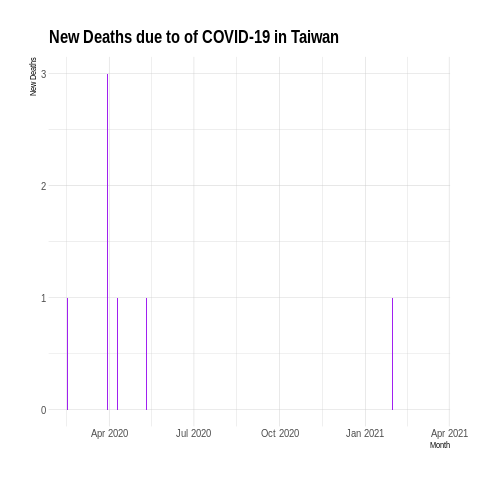 New Deaths due to of COVID-19 in Taiwan
New Deaths
3
2
1
0
Apr 2020 Jul 2020 Oct 2020 Jan 2021 Apr 2021
Month